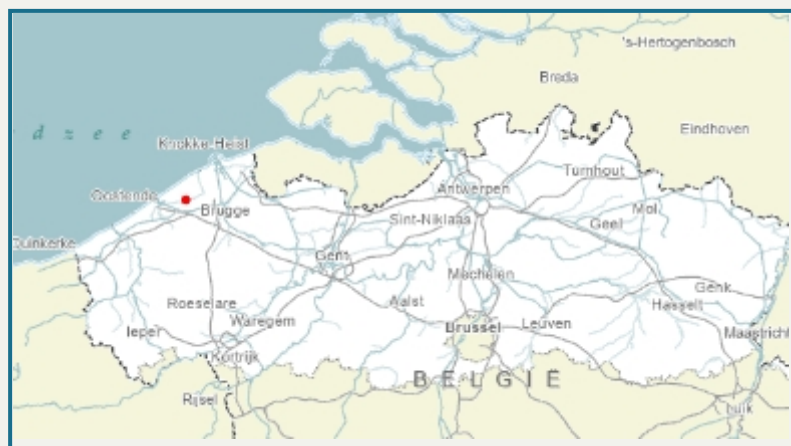 's-Hertogenbosch
Breda
d z e e
Eindhoven
Knokke-Heist
Turnhout
Oostende
Antwerpen
Mol
Brugge
Sint-Niklaas
Geel
Duinkerke
Gent
Mechelen
Genk
Roeselare
Aalst
Hasselt
Ieper
Waregem
Brussel
Leuven
Maastricht
Kortrijk
BELGIË
Rijsel
Luik